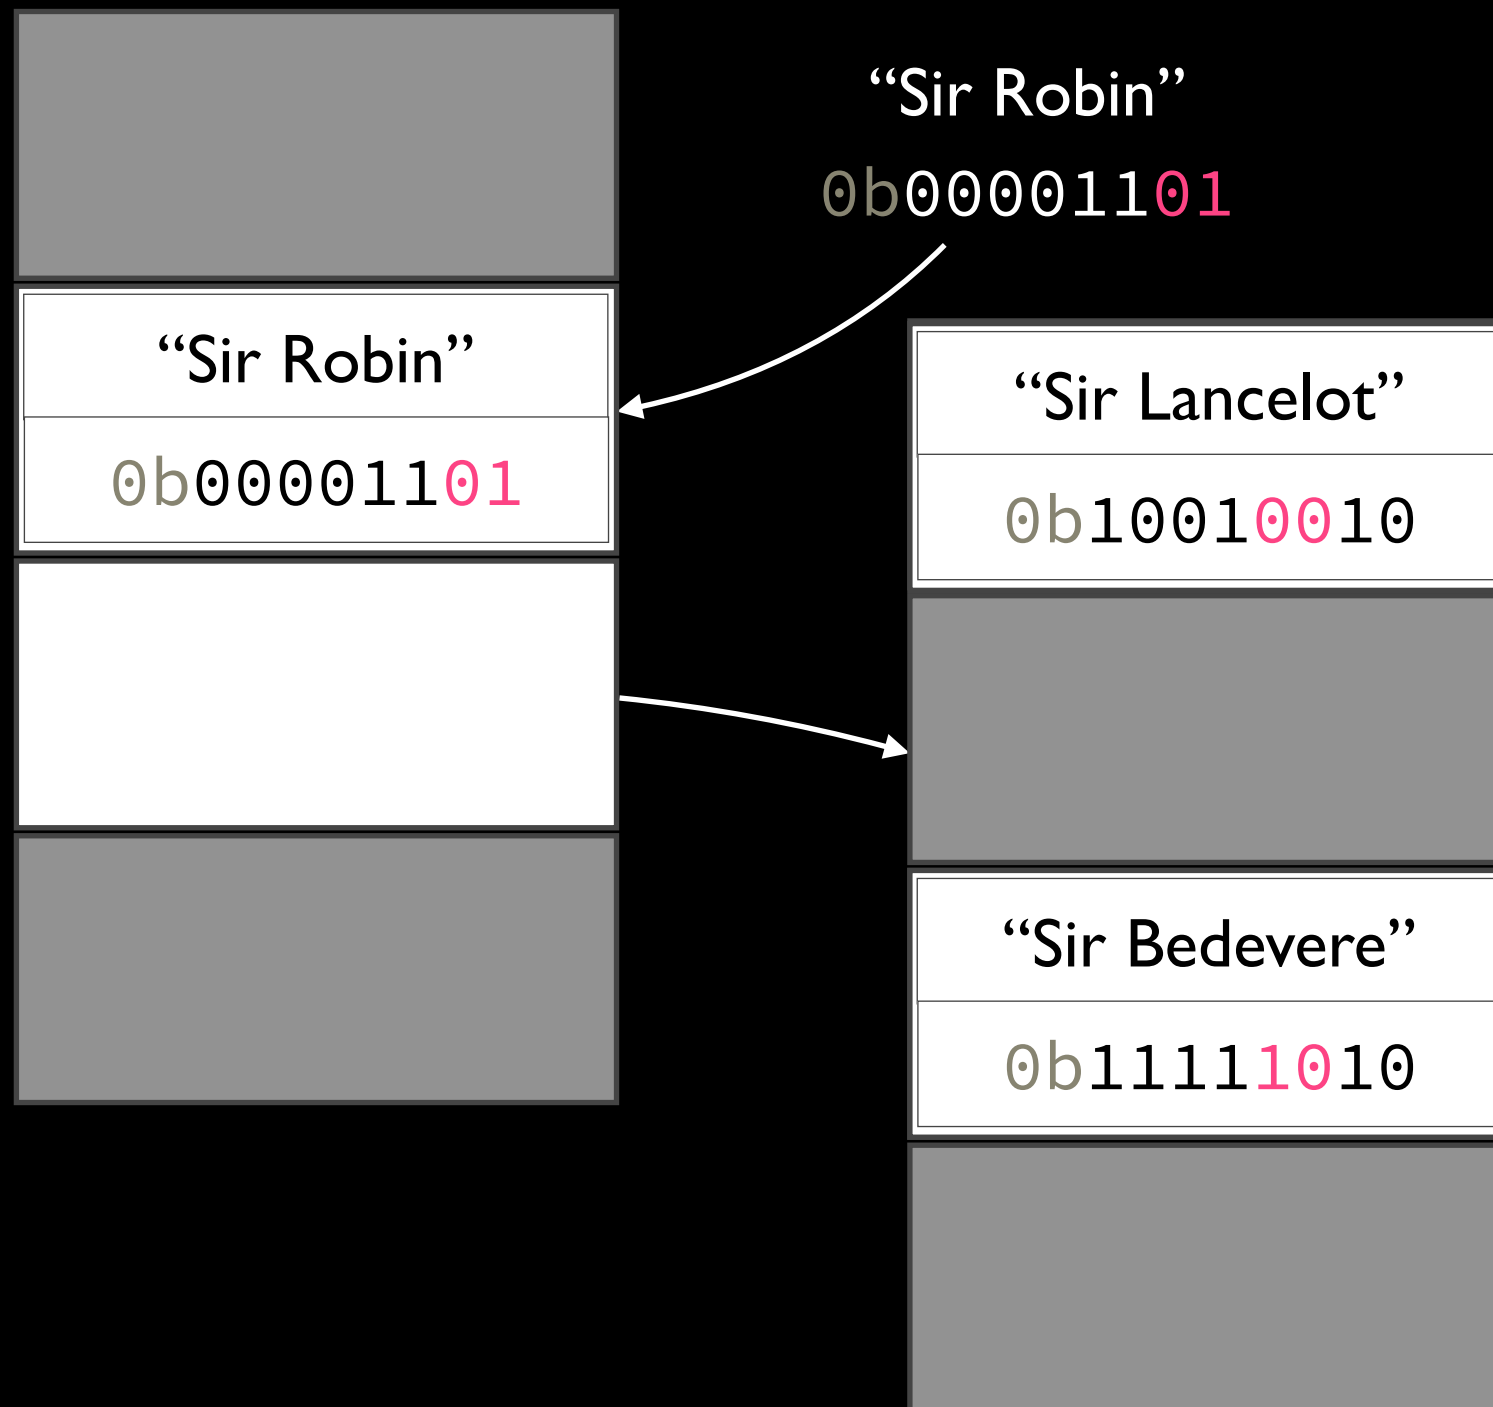 “Sir Robin”
0b00001101
“Sir Robin”
0b00001101
“Sir Lancelot”
0b10010010
“Sir Bedevere”
0b11111010